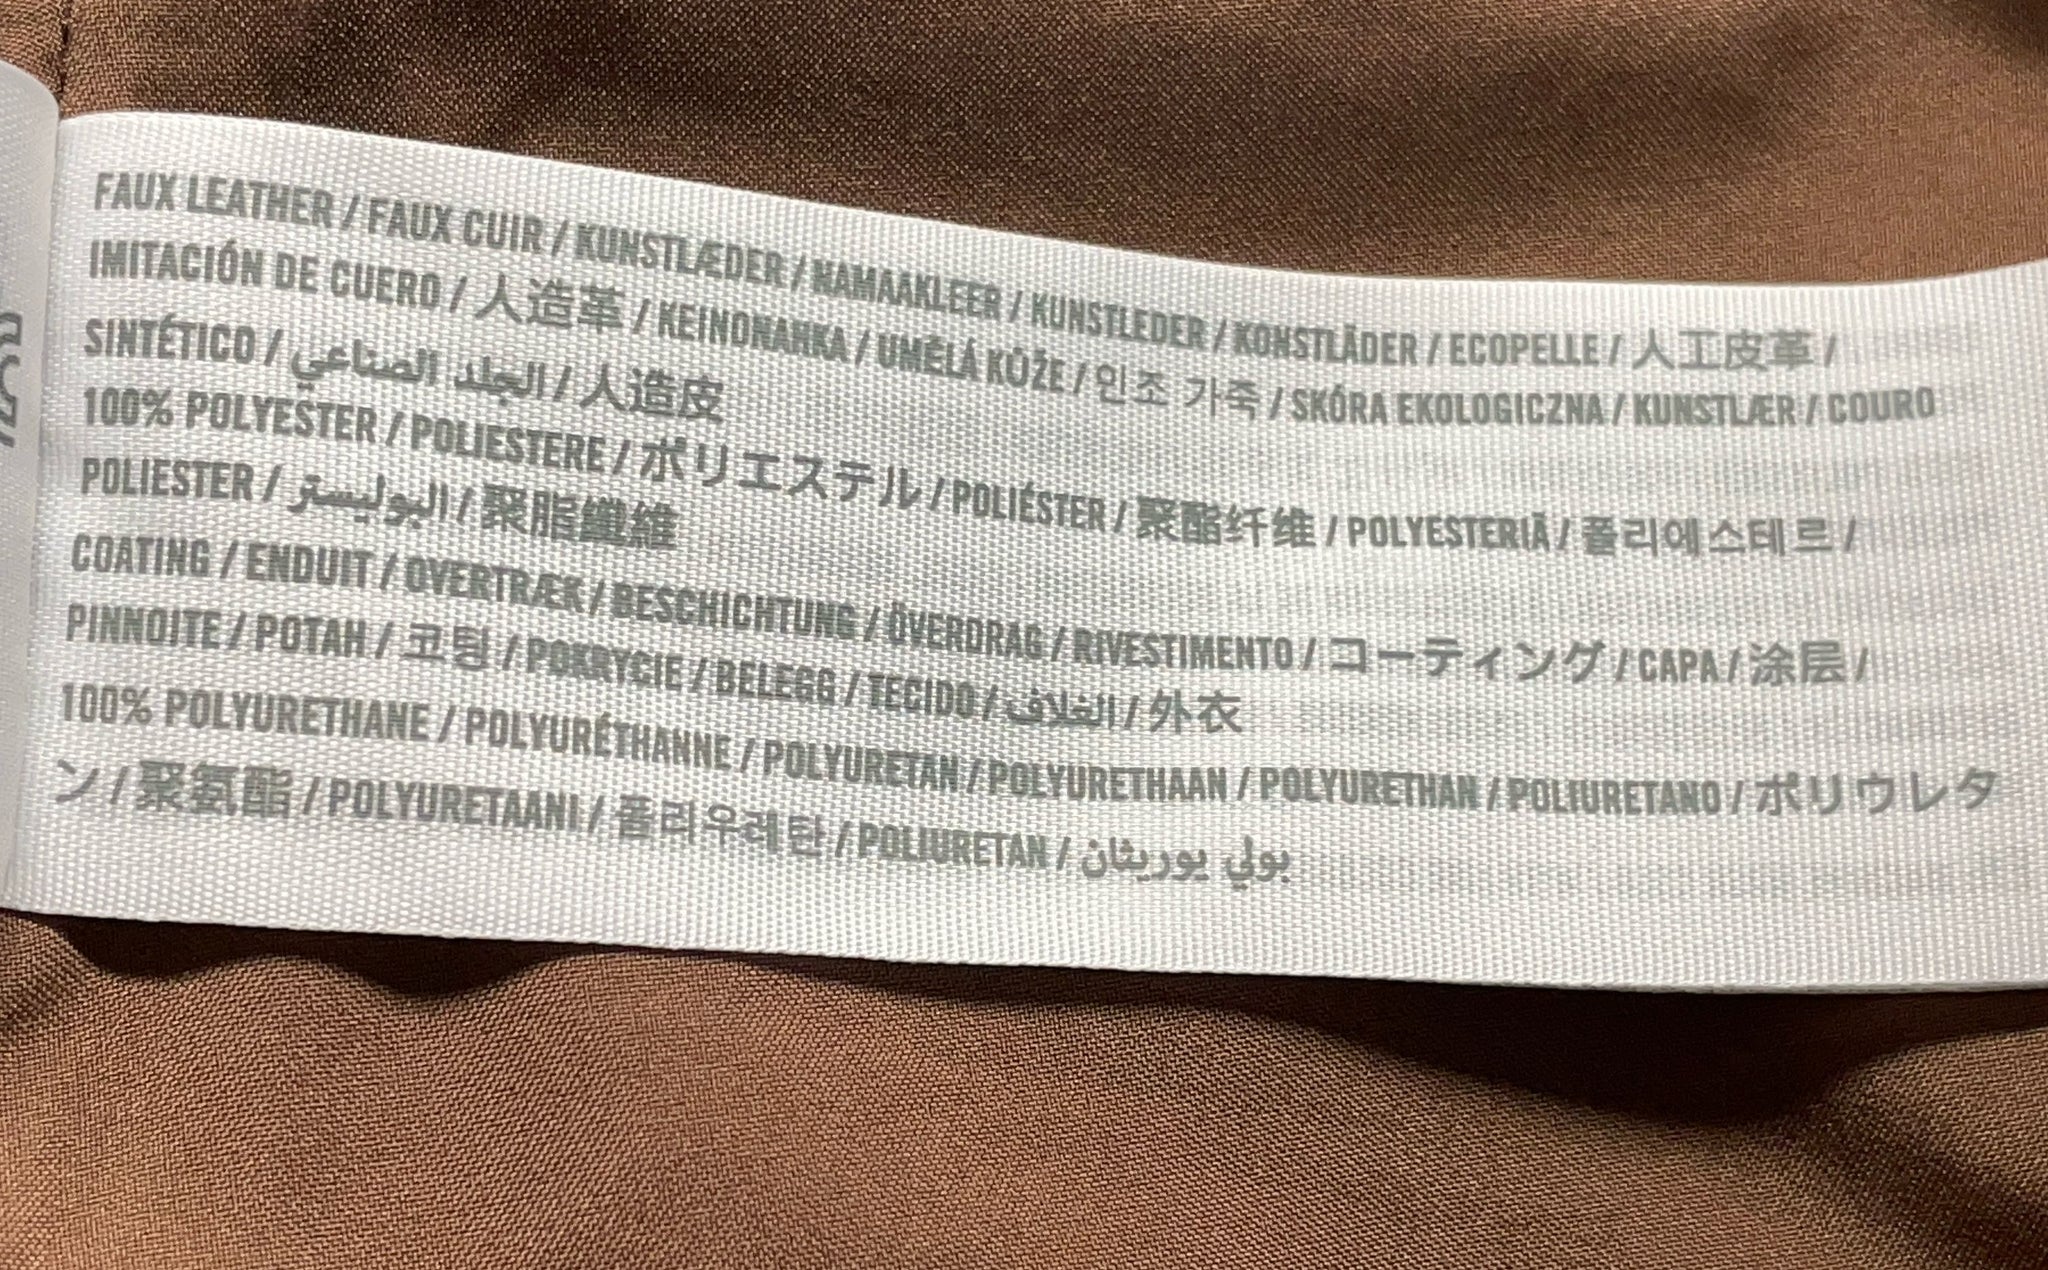 FAUX LEATHER / FAUX CUIR / KUNSTLÆDER / NAMAAKLEER / KUNSTLEDER / KONSTLÄDER / ECOPELLE / 人工皮革 /
IMITACIÓN DE CUERO / 人造革 / KEINONAHKA / UMĚLÁ KŮŽE / 인조 가죽 / SKÓRA EKOLOGICZNA / KUNSTLÆR / COURO
SINTÉTICO / الجلد الصناعي / 人造皮
100% POLYESTER / POLIESTERE / ポリエステル / POLIÉSTER / 聚酯纤维 / POLYESTERIÄ / 폴리에스테르 /
POLIESTER / البوليستر / 聚脂纖維
COATING / ENDUIT / OVERTRÆK / BESCHICHTUNG / ÖVERDRAG / RIVESTIMENTO / コーティング / CAPA / 涂层 /
PINNOITE / POTAH / 코팅 / POKRYCIE / BELEGG / TECIDO / الغلاف / 外衣
100% POLYURETHANE / POLYURÉTHANNE / POLYURETAN / POLYURETHAAN / POLYURETHAN / POLIURETANO / ポリウレタ
ン / 聚氨酯 / POLYURETAANI / 폴리우레탄 / POLIURETAN / بولي يوريثان